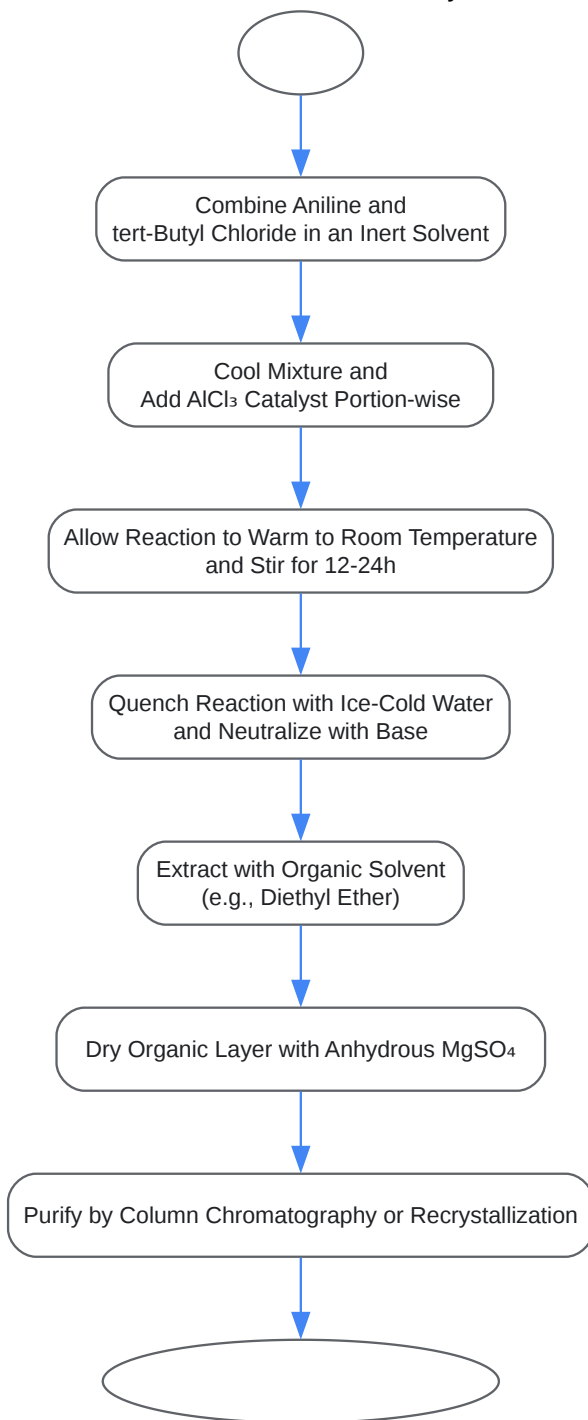 Combine Aniline and
tert-Butyl Chloride in an Inert Solvent
Cool Mixture and
Add AlCl₃ Catalyst Portion-wise
Allow Reaction to Warm to Room Temperature
and Stir for 12-24h
Quench Reaction with Ice-Cold Water
and Neutralize with Base
Extract with Organic Solvent
(e.g., Diethyl Ether)
Dry Organic Layer with Anhydrous MgSO₄
Purify by Column Chromatography or Recrystallization